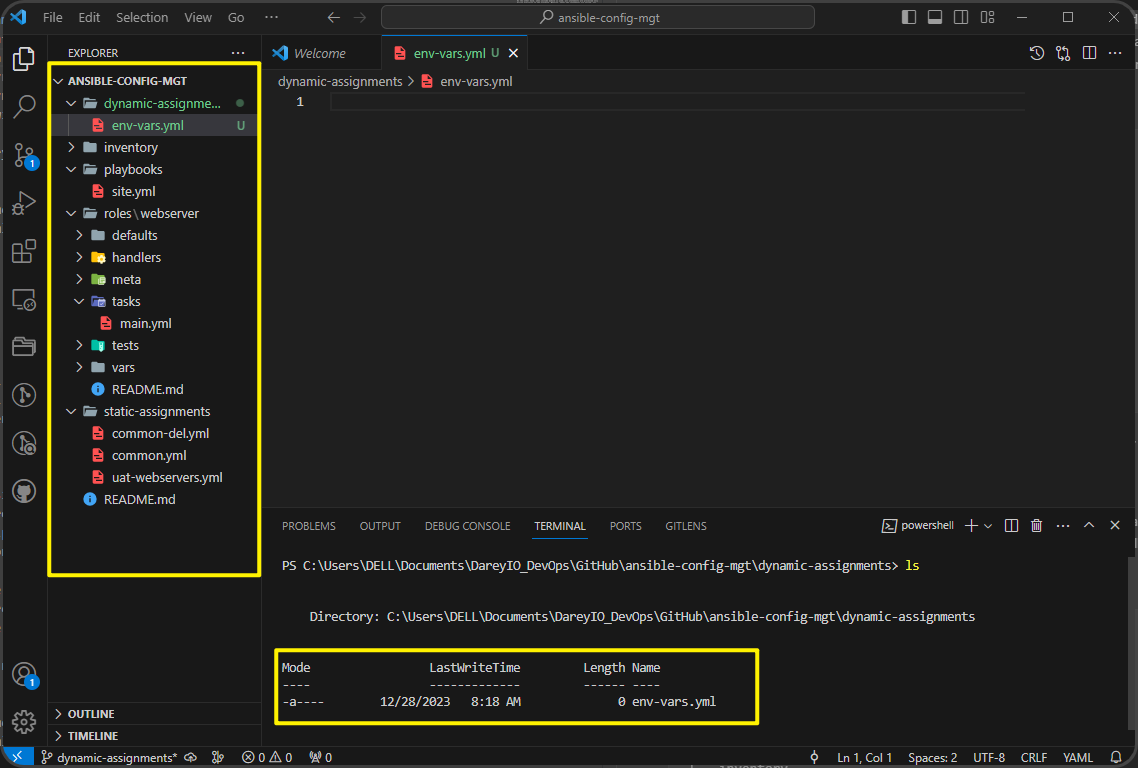 File Edit Selection View Go ··· ansible-config-mgt
EXPLORER ···
Welcome
env-vars.yml U
dynamic-assignments > env-vars.yml
1
ANSIBLE-CONFIG-MGT
dynamic-assignme...
env-vars.yml U
inventory
playbooks
site.yml
roles\webserver
defaults
handlers
meta
tasks
main.yml
tests
vars
README.md
static-assignments
common-del.yml
common.yml
uat-webservers.yml
README.md
OUTLINE
TIMELINE
1
1
PROBLEMS OUTPUT DEBUG CONSOLE TERMINAL PORTS GITLENS powershell
PS C:\Users\DELL\Documents\DareyIO_DevOps\GitHub\ansible-config-mgt\dynamic-assignments> ls
Directory: C:\Users\DELL\Documents\DareyIO_DevOps\GitHub\ansible-config-mgt\dynamic-assignments
Mode LastWriteTime Length Name
---- ------------- ------ ----
-a---- 12/28/2023 8:18 AM 0 env-vars.yml
dynamic-assignments* 0 0 0 Ln 1, Col 1 Spaces: 2 UTF-8 CRLF YAML